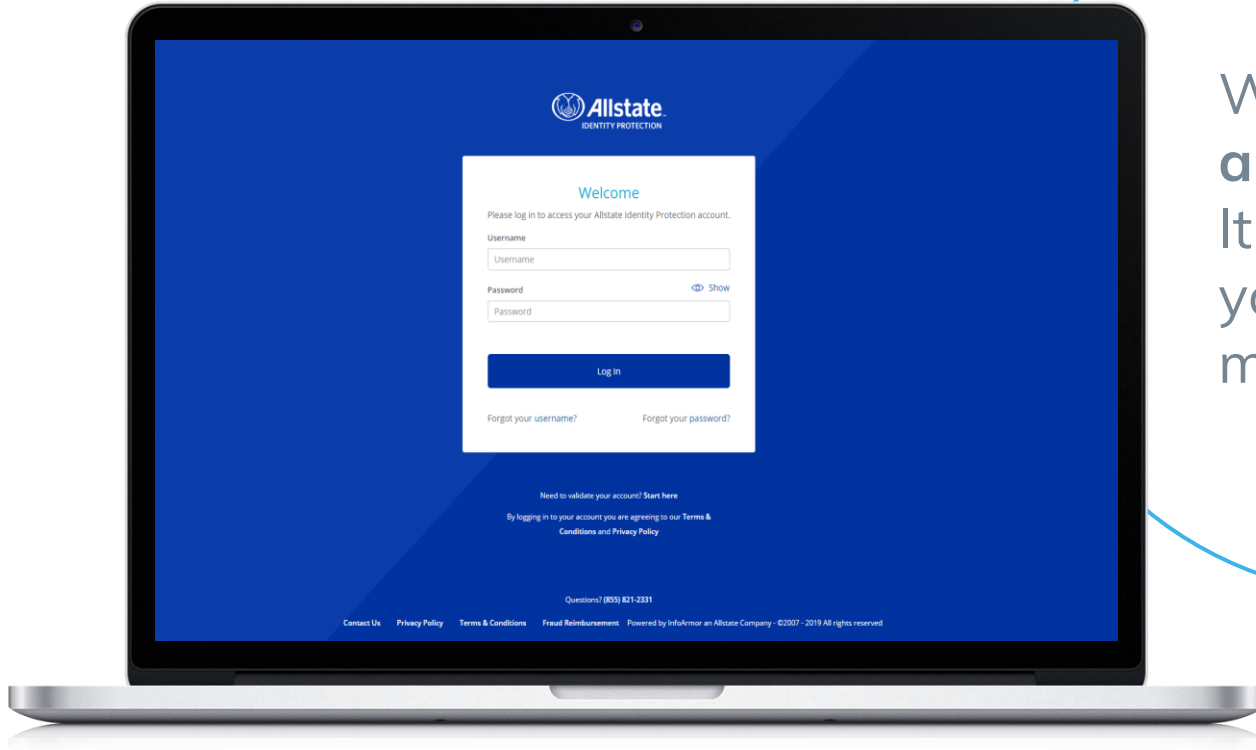 Allstate
IDENTITY PROTECTION
Welcome
Please log in to access your Allstate Identity Protection account.
Username
Username
Password Show
Password
Log In
Forgot your username? Forgot your password?
Need to validate your account? Start here
By logging in to your account you are agreeing to our Terms &
Conditions and Privacy Policy
Questions? (855) 821-2331
Contact Us Privacy Policy Terms & Conditions Fraud Reimbursement Powered by InfoArmor an Allstate Company - ©2007 - 2019 All rights reserved
It